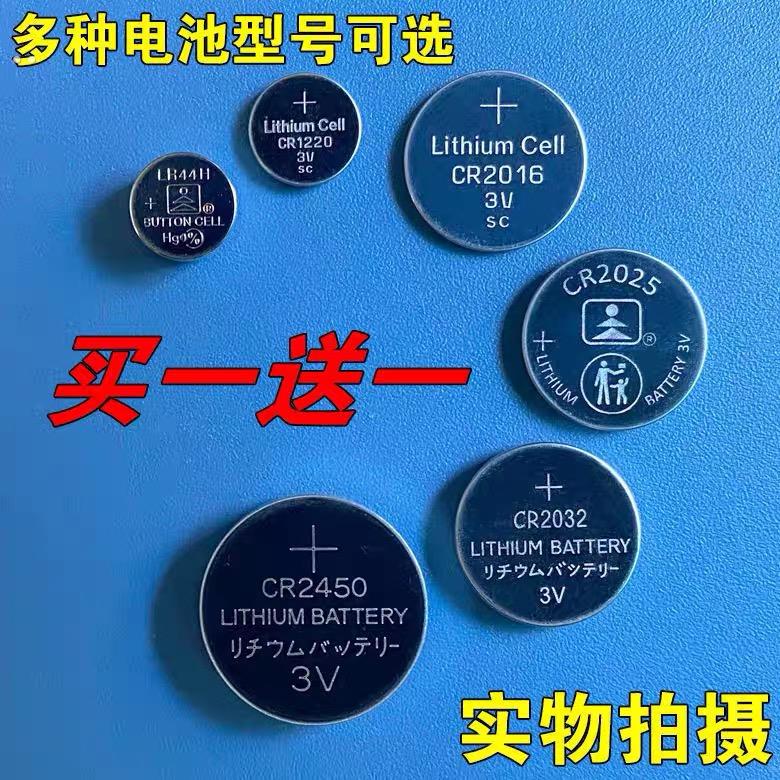 多种电池型号可选
+
Lithium Cell
CR1220
3V
SC
+
Lithium Cell
CR2016
3V
SC
LR44H
+
®
BUTTON CELL
Hg0%
CR2025
®
+ LITHIUM BATTERY 3V
买一送一
+
CR2032
LITHIUM BATTERY
リチウムバッテリー
3V
+
CR2450
LITHIUM BATTERY
リチウムバッテリー
3V
实物拍摄